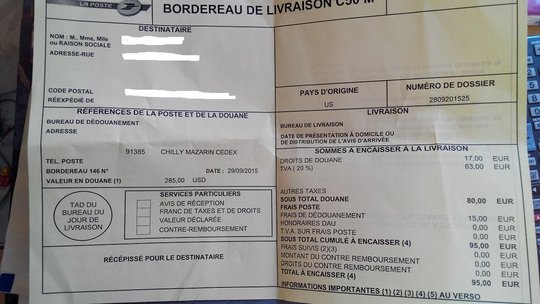 LA POSTE
BORDEREAU DE LIVRAISON C50 M
DESTINATAIRE
NOM : M., Mme, Mlle
ou RAISON SOCIALE
ADRESSE-RUE
CODE POSTAL
RÉEXPÉDIÉ DE
PAYS D'ORIGINE
US
NUMÉRO DE DOSSIER
2809201525
REFERENCES DE LA POSTE ET DE LA DOUANE
BUREAU DE DÉDOUANEMENT
ADRESSE
91385 CHILLY MAZARIN CEDEX
TEL. POSTE
BORDEREAU 146 N° DATE : 29/09/2015
VALEUR EN DOUANE (1) 285,00 USD
TAD DU
BUREAU DU
JOUR DE
LIVRAISON
SERVICES PARTICULIERS
AVIS DE RÉCEPTION
FRANC DE TAXES ET DE DROITS
VALEUR DÉCLARÉE
CONTRE-REMBOURSEMENT
RÉCÉPISSÉ POUR LE DESTINATAIRE
LIVRAISON
BUREAU DE LIVRAISON
DATE DE PRÉSENTATION À DOMICILE OU
DE DISTRIBUTION DE L'AVIS D'ARRIVÉE
SOMMES À ENCAISSER À LA LIVRAISON
DROITS DE DOUANE 17,00 EUR
TVA ( 20%) 63,00 EUR
AUTRES TAXES
SOUS TOTAL DOUANE 80,00 EUR
FRAIS POSTE
FRAIS DE DÉDOUANEMENT 15,00 EUR
HONORAIRES DAU 0,00 EUR
T.V.A SUR FRAIS POSTE 0,00 EUR
SOUS TOTAL CUMULÉ À ENCAISSER (4) 95,00 EUR
FRAIS SUIVIS (2)(3) 0,00 EUR
MONTANT DU CONTRE REMBOURSEMENT 0,00 EUR
DROITS DU CONTRE REMBOURSEMENT 0,00 EUR
TOTAL À ENCAISSER (4) 95,00 EUR
INFORMATIONS IMPORTANTES (1) (2) (3) (4) (5) AU VERSO